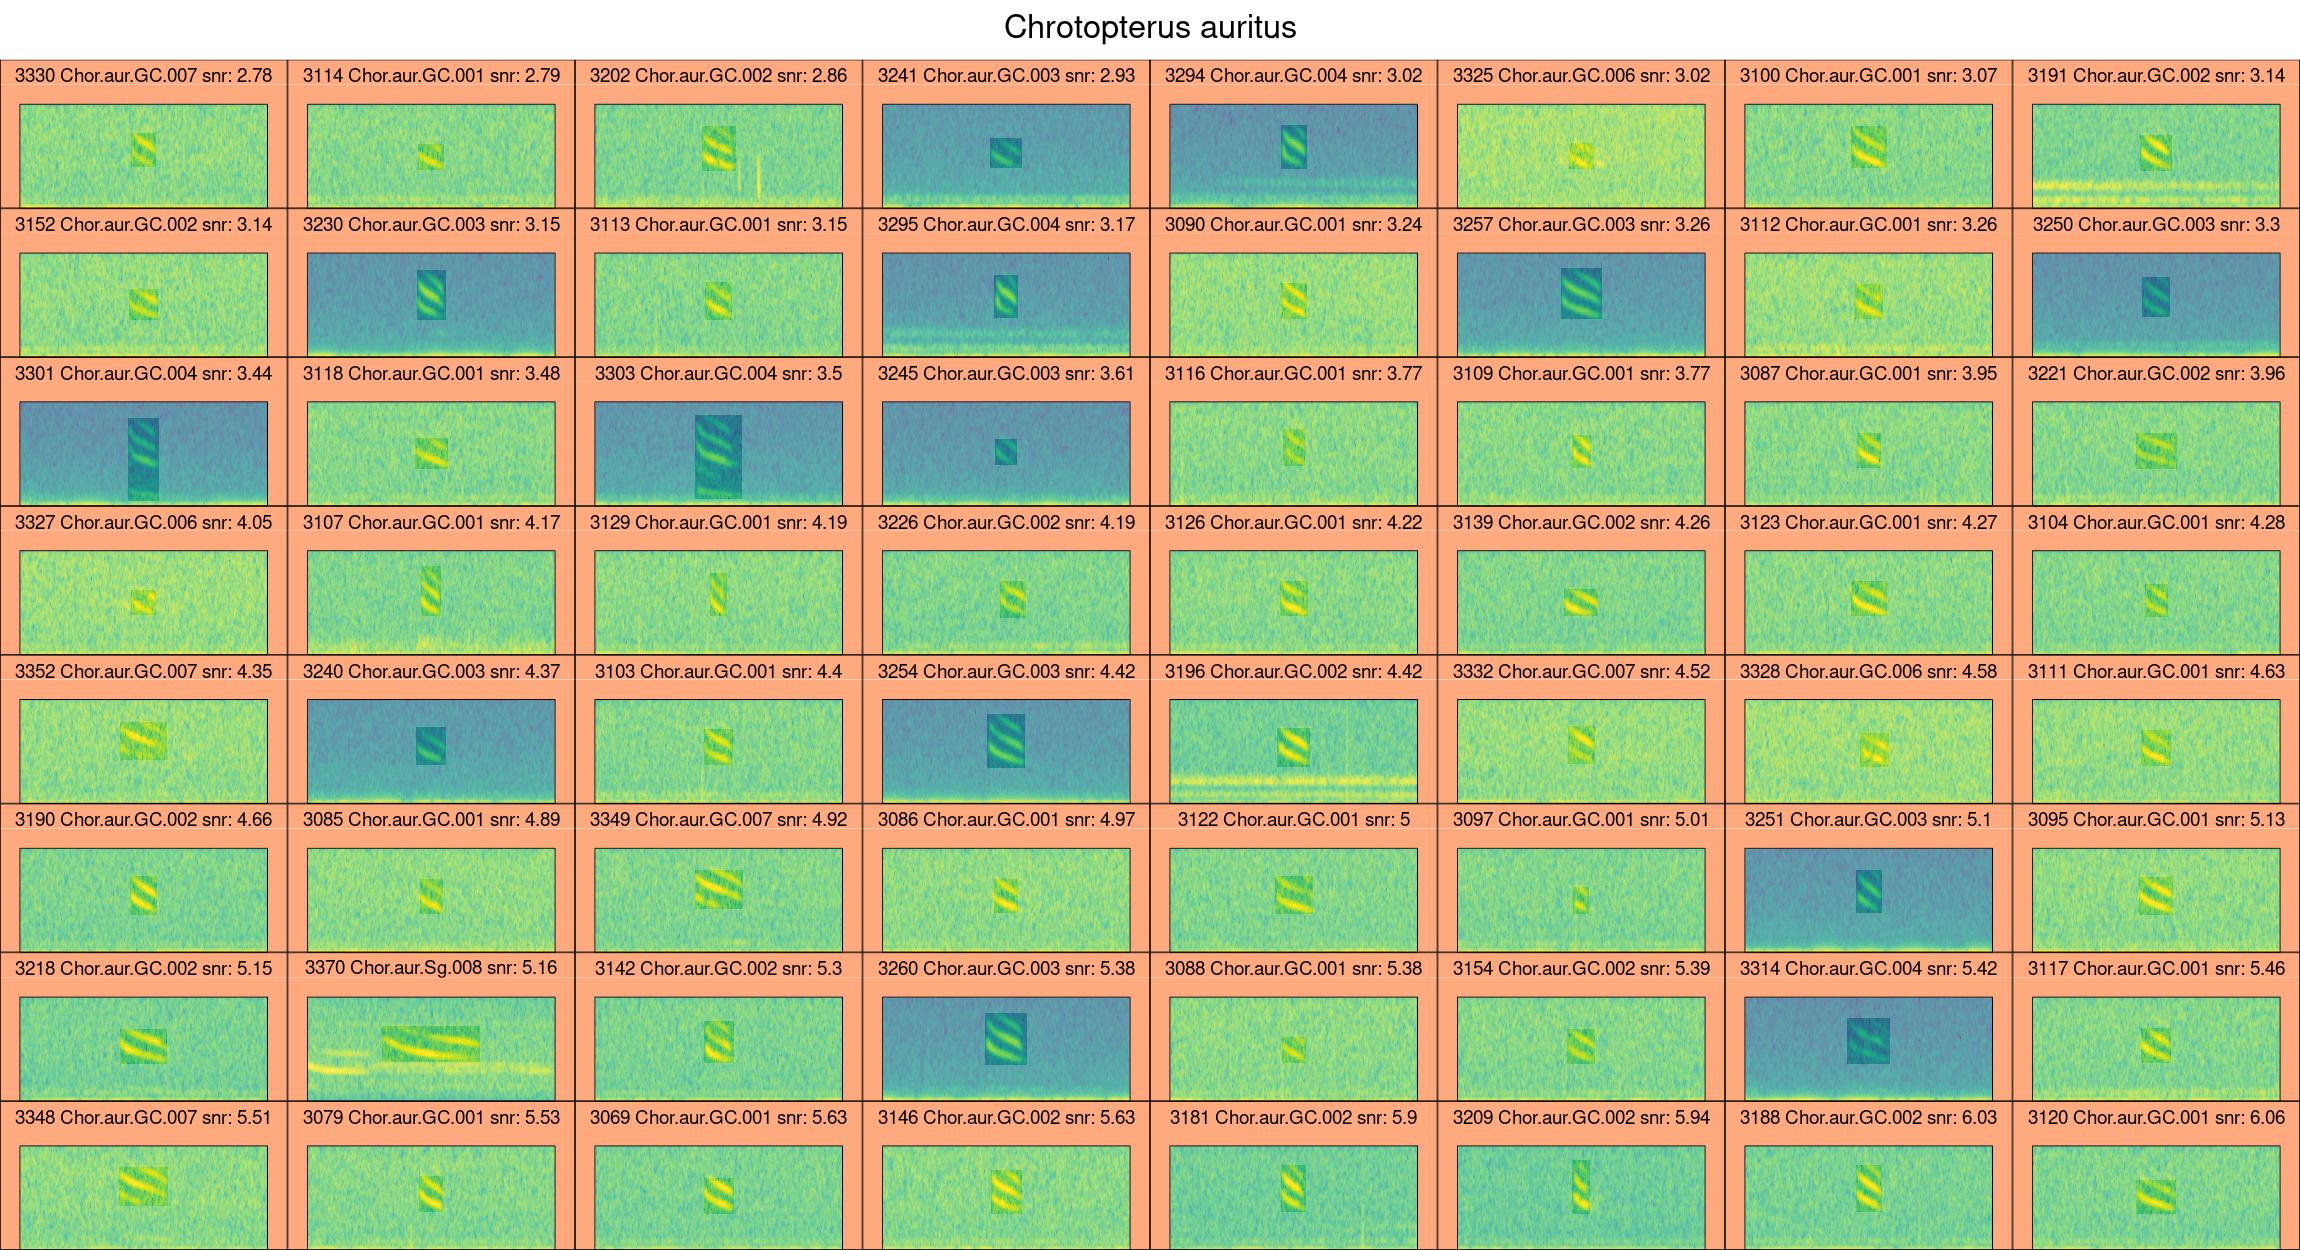 Chrotopterus auritus
3330 Chor.aur.GC.007 snr: 2.78
3114 Chor.aur.GC.001 snr: 2.79
3202 Chor.aur.GC.002 snr: 2.86
3241 Chor.aur.GC.003 snr: 2.93
3294 Chor.aur.GC.004 snr: 3.02
3325 Chor.aur.GC.006 snr: 3.02
3100 Chor.aur.GC.001 snr: 3.07
3191 Chor.aur.GC.002 snr: 3.14
3152 Chor.aur.GC.002 snr: 3.14
3230 Chor.aur.GC.003 snr: 3.15
3113 Chor.aur.GC.001 snr: 3.15
3295 Chor.aur.GC.004 snr: 3.17
3090 Chor.aur.GC.001 snr: 3.24
3257 Chor.aur.GC.003 snr: 3.26
3112 Chor.aur.GC.001 snr: 3.26
3250 Chor.aur.GC.003 snr: 3.3
3301 Chor.aur.GC.004 snr: 3.44
3118 Chor.aur.GC.001 snr: 3.48
3303 Chor.aur.GC.004 snr: 3.5
3245 Chor.aur.GC.003 snr: 3.61
3116 Chor.aur.GC.001 snr: 3.77
3109 Chor.aur.GC.001 snr: 3.77
3087 Chor.aur.GC.001 snr: 3.95
3221 Chor.aur.GC.002 snr: 3.96
3327 Chor.aur.GC.006 snr: 4.05
3107 Chor.aur.GC.001 snr: 4.17
3129 Chor.aur.GC.001 snr: 4.19
3226 Chor.aur.GC.002 snr: 4.19
3126 Chor.aur.GC.001 snr: 4.22
3139 Chor.aur.GC.002 snr: 4.26
3123 Chor.aur.GC.001 snr: 4.27
3104 Chor.aur.GC.001 snr: 4.28
3352 Chor.aur.GC.007 snr: 4.35
3240 Chor.aur.GC.003 snr: 4.37
3103 Chor.aur.GC.001 snr: 4.4
3254 Chor.aur.GC.003 snr: 4.42
3196 Chor.aur.GC.002 snr: 4.42
3332 Chor.aur.GC.007 snr: 4.52
3328 Chor.aur.GC.006 snr: 4.58
3111 Chor.aur.GC.001 snr: 4.63
3190 Chor.aur.GC.002 snr: 4.66
3085 Chor.aur.GC.001 snr: 4.89
3349 Chor.aur.GC.007 snr: 4.92
3086 Chor.aur.GC.001 snr: 4.97
3122 Chor.aur.GC.001 snr: 5
3097 Chor.aur.GC.001 snr: 5.01
3251 Chor.aur.GC.003 snr: 5.1
3095 Chor.aur.GC.001 snr: 5.13
3218 Chor.aur.GC.002 snr: 5.15
3370 Chor.aur.Sg.008 snr: 5.16
3142 Chor.aur.GC.002 snr: 5.3
3260 Chor.aur.GC.003 snr: 5.38
3088 Chor.aur.GC.001 snr: 5.38
3154 Chor.aur.GC.002 snr: 5.39
3314 Chor.aur.GC.004 snr: 5.42
3117 Chor.aur.GC.001 snr: 5.46
3348 Chor.aur.GC.007 snr: 5.51
3079 Chor.aur.GC.001 snr: 5.53
3069 Chor.aur.GC.001 snr: 5.63
3146 Chor.aur.GC.002 snr: 5.63
3181 Chor.aur.GC.002 snr: 5.9
3209 Chor.aur.GC.002 snr: 5.94
3188 Chor.aur.GC.002 snr: 6.03
3120 Chor.aur.GC.001 snr: 6.06